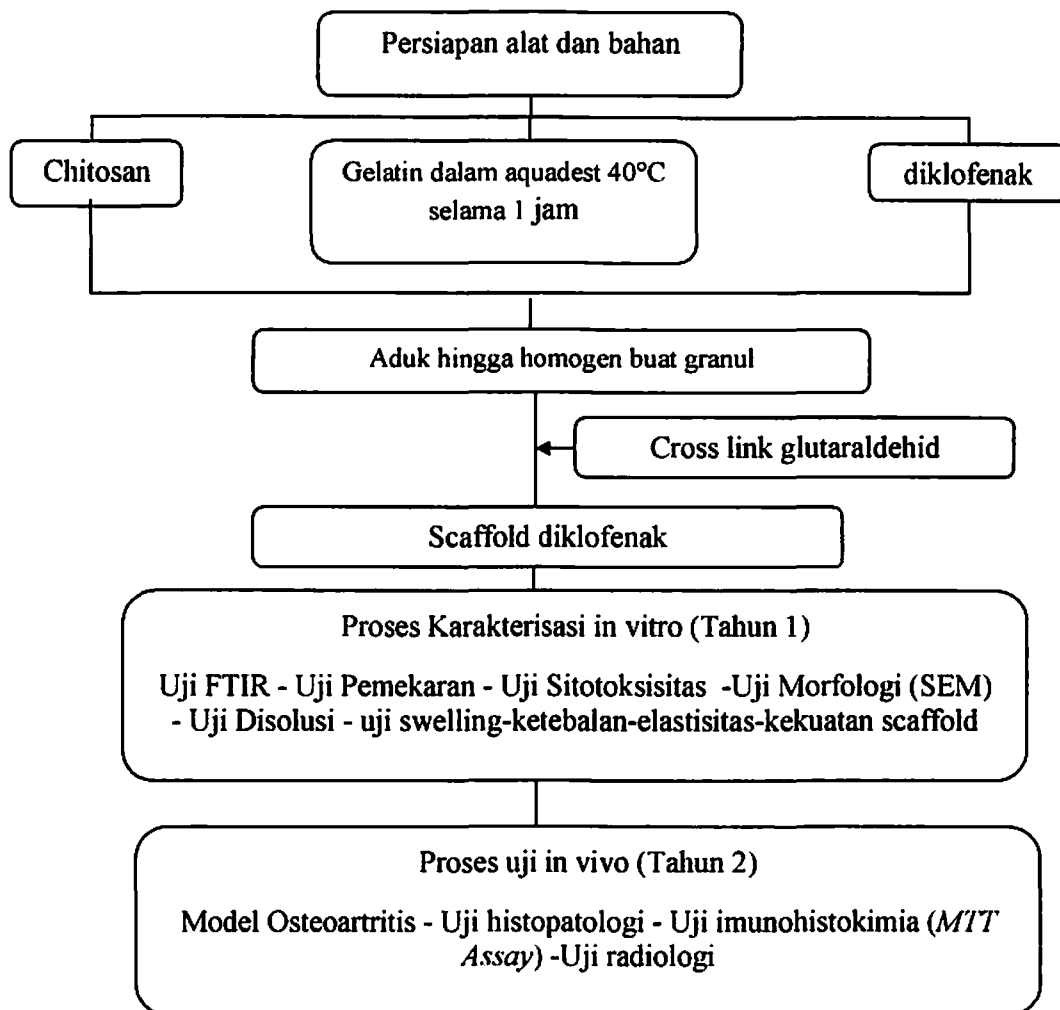 Persiapan alat dan bahan
Chitosan
Gelatin dalam aquadest 40°C
selama 1 jam
diklofenak
Aduk hingga homogen buat granul
Cross link glutaraldehid
Scaffold diklofenak
Proses Karakterisasi in vitro (Tahun 1)
Uji FTIR - Uji Pemekaran - Uji Sitotoksisitas -Uji Morfologi (SEM)
- Uji Disolusi - uji swelling-ketebalan-elastisitas-kekuatan scaffold
Proses uji in vivo (Tahun 2)
Model Osteoartritis - Uji histopatologi - Uji imunohistokimia (MTT
Assay) -Uji radiologi